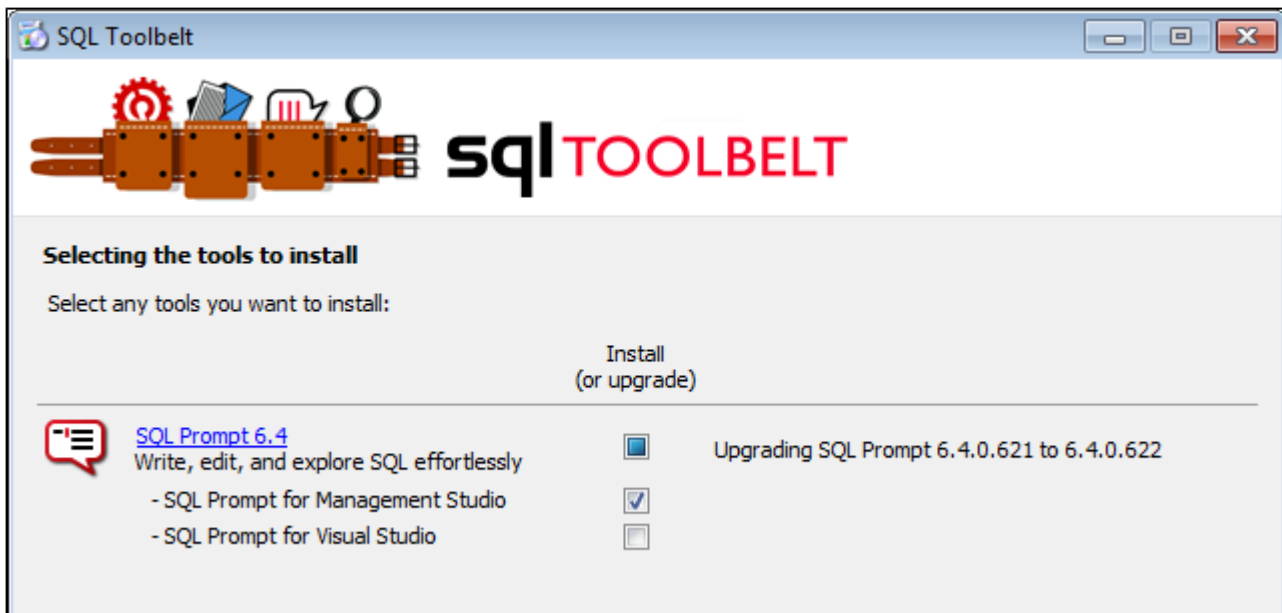 SQL Toolbelt
sql TOOLBELT
Selecting the tools to install
Select any tools you want to install:
Install
(or upgrade)
SQL Prompt 6.4
Write, edit, and explore SQL effortlessly
Upgrading SQL Prompt 6.4.0.621 to 6.4.0.622
- SQL Prompt for Management Studio
- SQL Prompt for Visual Studio